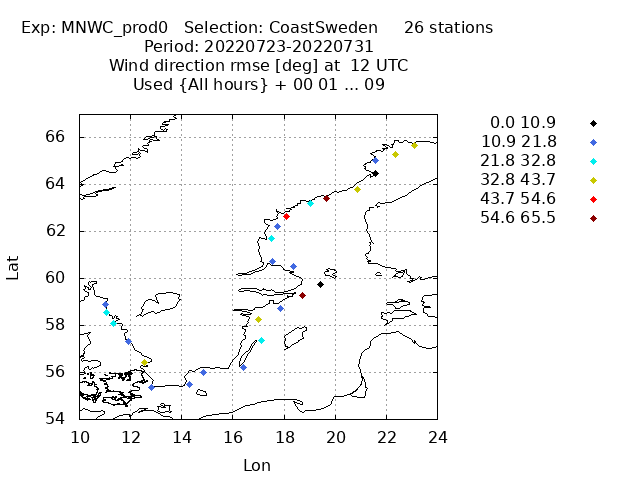 Exp: MNWC_prod0 Selection: CoastSweden 26 stations
Period: 20220723-20220731
Wind direction rmse [deg] at 12 UTC
Used {All hours} + 00 01 ... 09
0.0 10.9
10.9 21.8
21.8 32.8
32.8 43.7
43.7 54.6
54.6 65.5
Lat
66
64
62
60
58
56
54
10 12 14 16 18 20 22 24
Lon